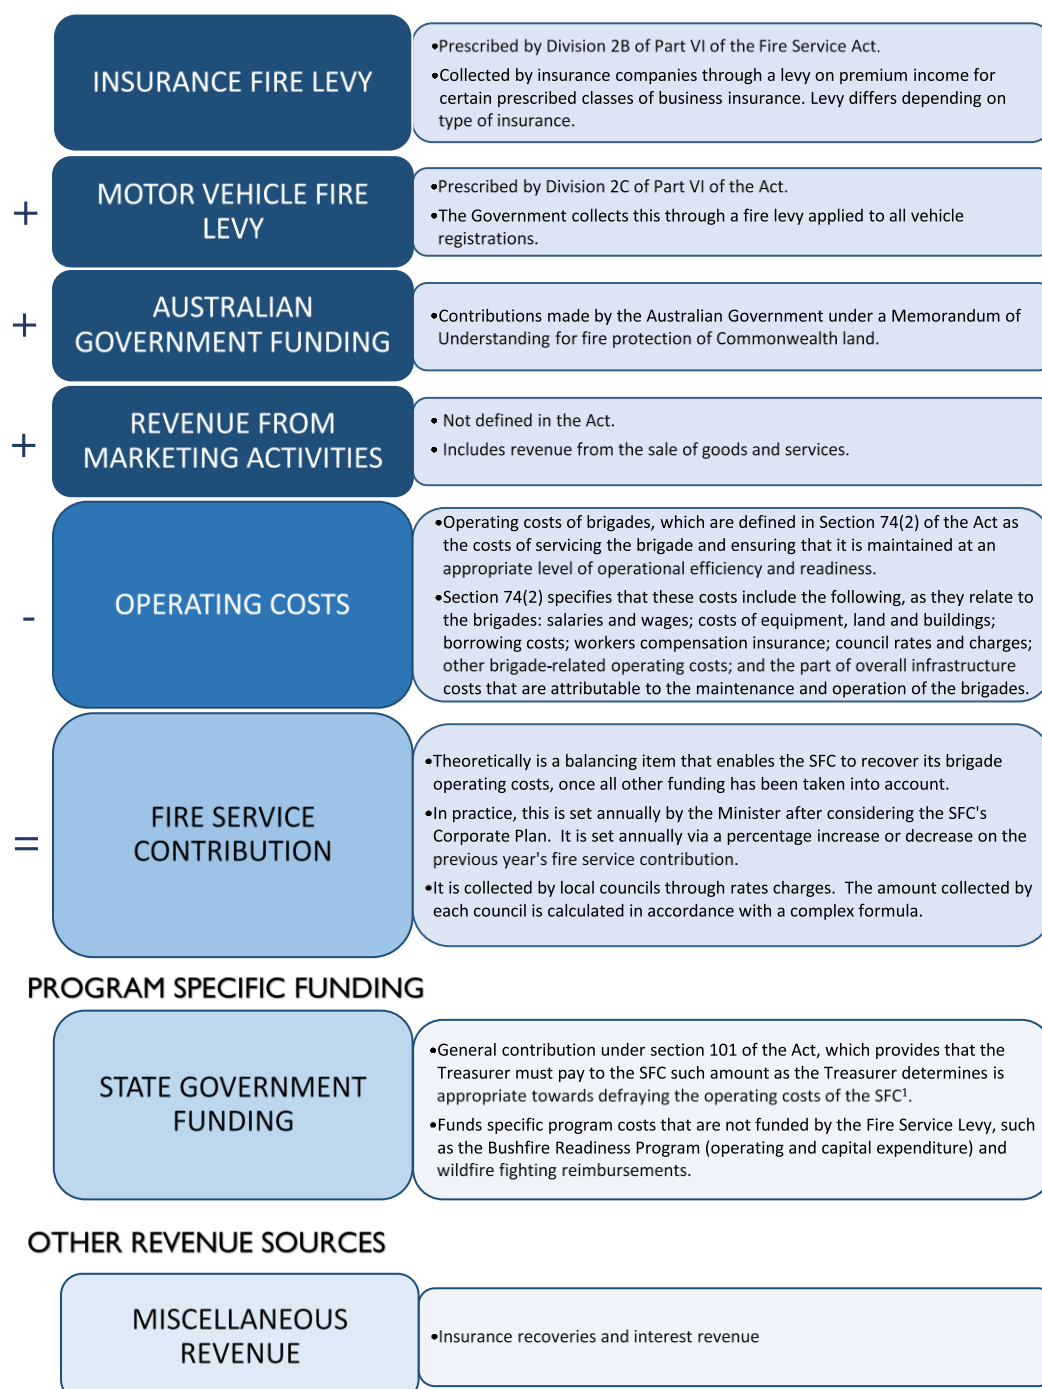 INSURANCE FIRE LEVY
•Prescribed by Division 2B of Part VI of the Fire Service Act.
•Collected by insurance companies through a levy on premium income for
certain prescribed classes of business insurance. Levy differs depending on
type of insurance.
+
MOTOR VEHICLE FIRE
LEVY
•Prescribed by Division 2C of Part VI of the Act.
•The Government collects this through a fire levy applied to all vehicle
registrations.
+
AUSTRALIAN
GOVERNMENT FUNDING
•Contributions made by the Australian Government under a Memorandum of
Understanding for fire protection of Commonwealth land.
+
REVENUE FROM
MARKETING ACTIVITIES
• Not defined in the Act.
• Includes revenue from the sale of goods and services.
-
OPERATING COSTS
•Operating costs of brigades, which are defined in Section 74(2) of the Act as
the costs of servicing the brigade and ensuring that it is maintained at an
appropriate level of operational efficiency and readiness.
•Section 74(2) specifies that these costs include the following, as they relate to
the brigades: salaries and wages; costs of equipment, land and buildings;
borrowing costs; workers compensation insurance; council rates and charges;
other brigade-related operating costs; and the part of overall infrastructure
costs that are attributable to the maintenance and operation of the brigades.
=
FIRE SERVICE
CONTRIBUTION
•Theoretically is a balancing item that enables the SFC to recover its brigade
operating costs, once all other funding has been taken into account.
•In practice, this is set annually by the Minister after considering the SFC's
Corporate Plan. It is set annually via a percentage increase or decrease on the
previous year's fire service contribution.
•It is collected by local councils through rates charges. The amount collected by
each council is calculated in accordance with a complex formula.
PROGRAM SPECIFIC FUNDING
STATE GOVERNMENT
FUNDING
•General contribution under section 101 of the Act, which provides that the
Treasurer must pay to the SFC such amount as the Treasurer determines is
appropriate towards defraying the operating costs of the SFC¹.
•Funds specific program costs that are not funded by the Fire Service Levy, such
as the Bushfire Readiness Program (operating and capital expenditure) and
wildfire fighting reimbursements.
OTHER REVENUE SOURCES
MISCELLANEOUS
REVENUE
•Insurance recoveries and interest revenue